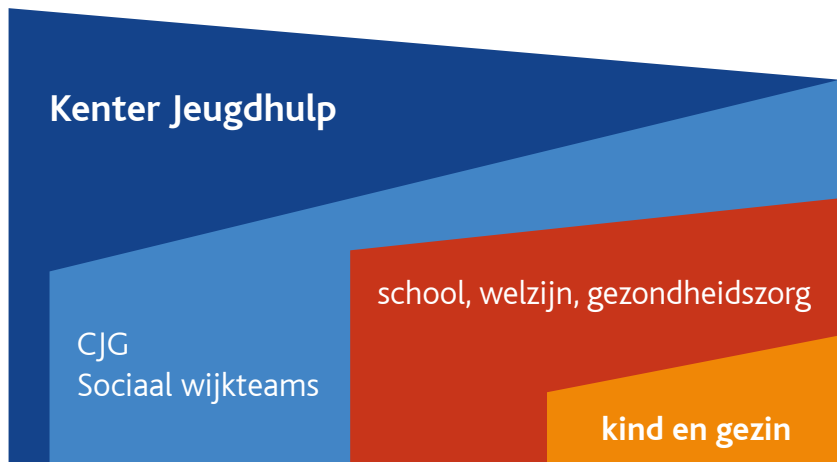 Kenter Jeugdhulp
school, welzijn, gezondheidszorg
CJG
Sociaal wijkteams
kind en gezin